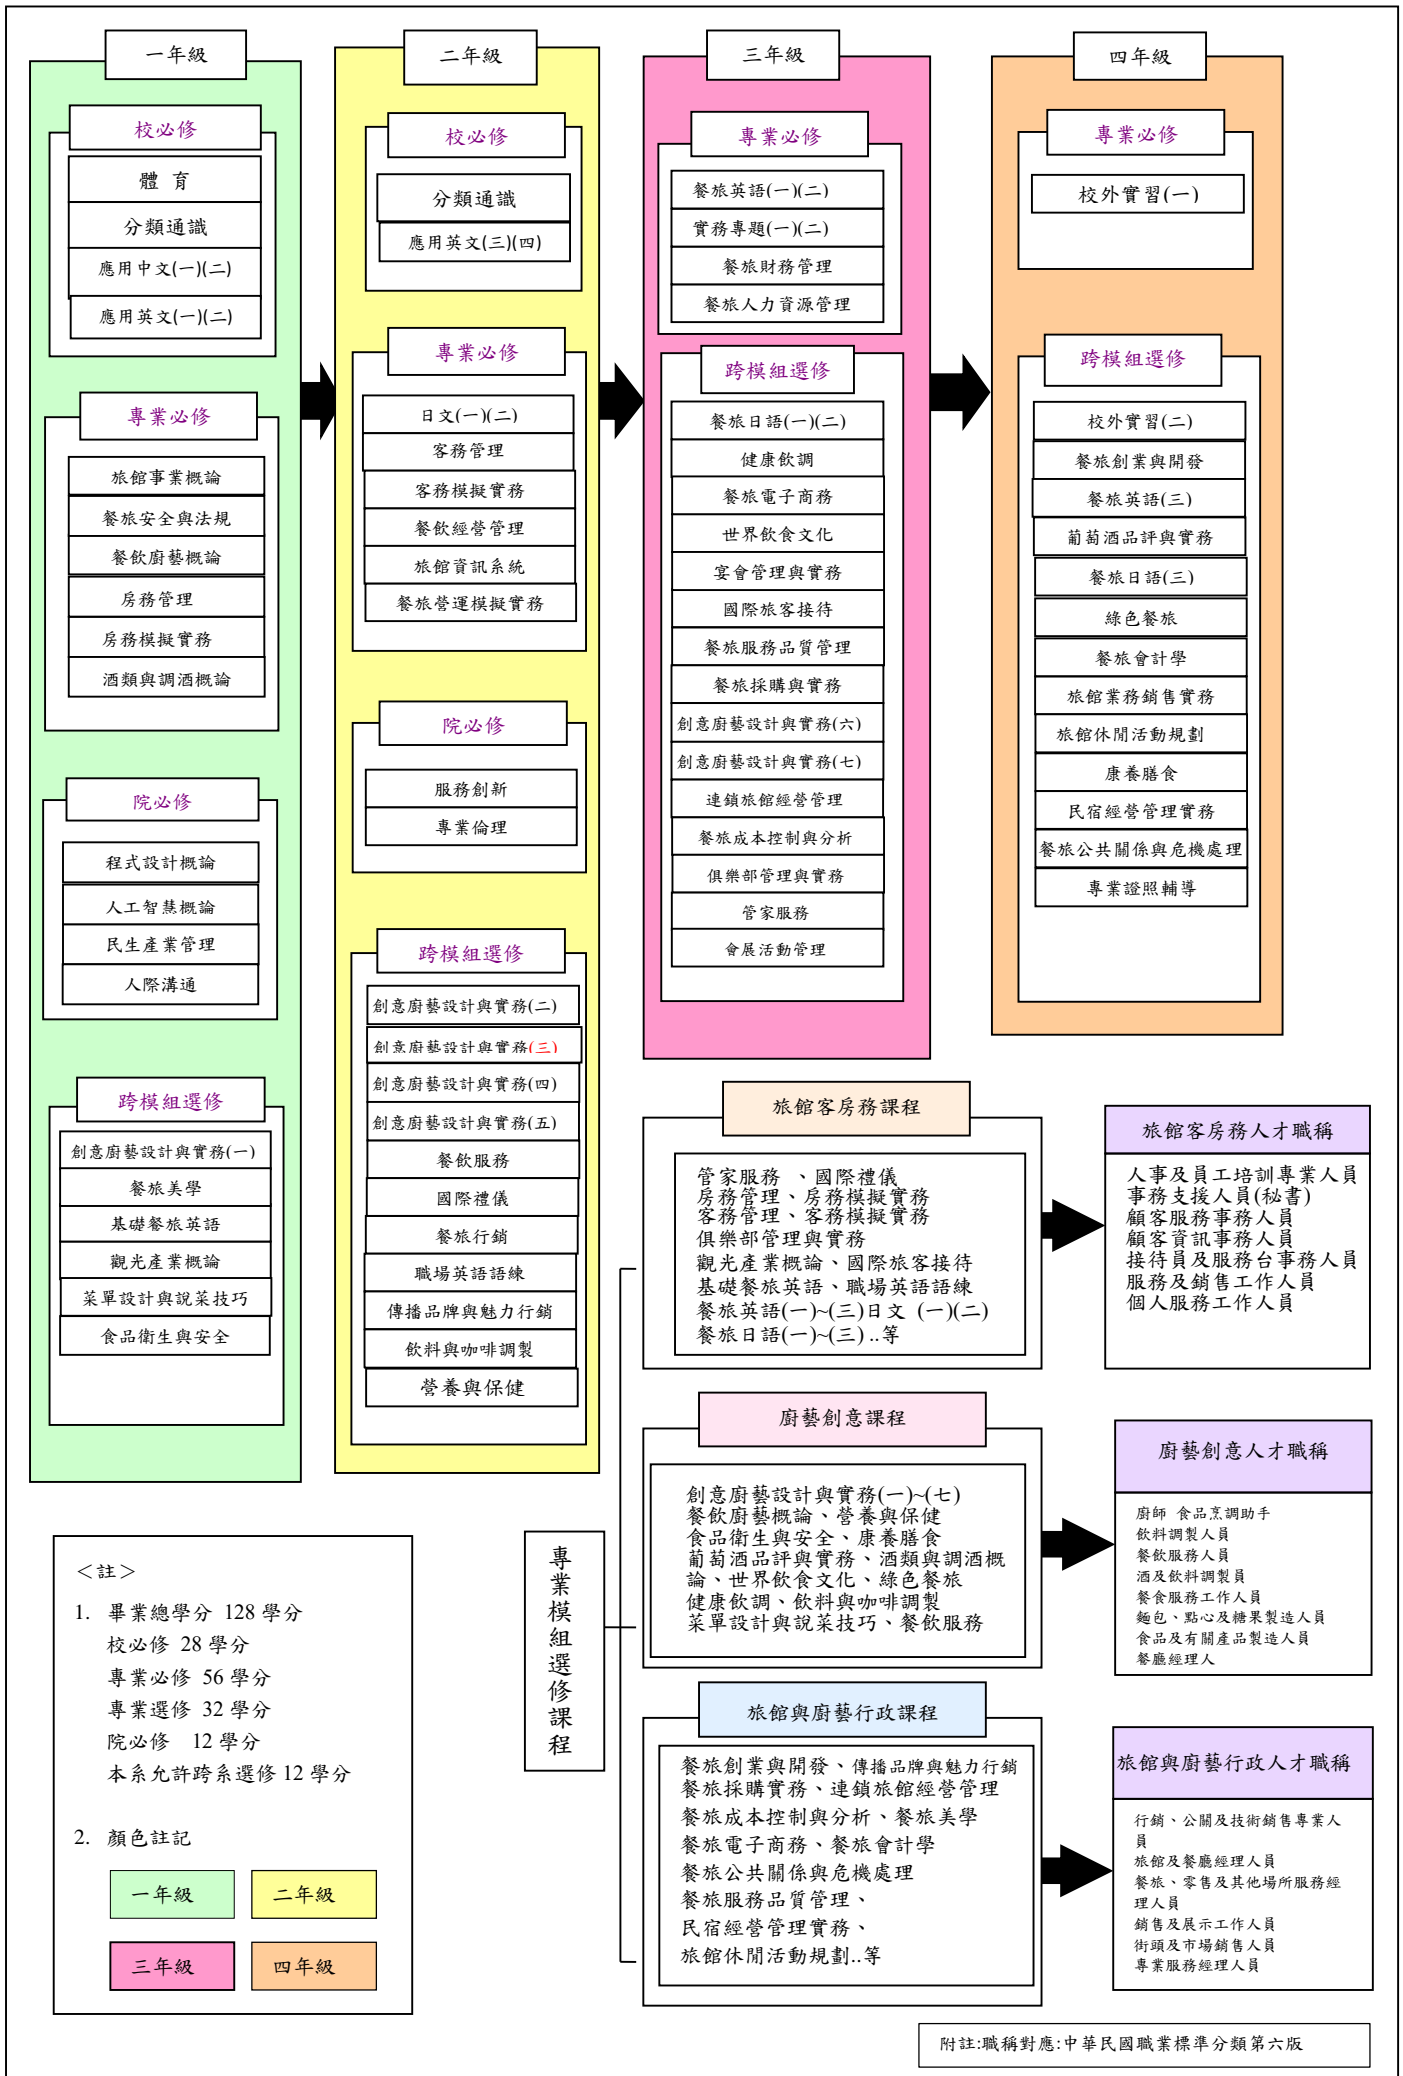 一年級
校必修
體 育
分類通識
應用中文(一)(二)
應用英文(一)(二)
專業必修
旅館事業概論
餐旅安全與法規
餐飲廚藝概論
房務管理
房務模擬實務
酒類與調酒概論
院必修
程式設計概論
人工智慧概論
民生產業管理
人際溝通
跨模組選修
創意廚藝設計與實務(一)
餐旅美學
基礎餐旅英語
觀光產業概論
菜單設計與說菜技巧
食品衛生與安全
二年級
校必修
分類通識
應用英文(三)(四)
專業必修
日文(一)(二)
客務管理
客務模擬實務
餐飲經營管理
旅館資訊系統
餐旅營運模擬實務
院必修
服務創新
專業倫理
跨模組選修
創意廚藝設計與實務(二)
創意廚藝設計與實務(三)
創意廚藝設計與實務(四)
創意廚藝設計與實務(五)
餐飲服務
國際禮儀
餐旅行銷
職場英語語練
傳播品牌與魅力行銷
飲料與咖啡調製
營養與保健
三年級
專業必修
餐旅英語(一)(二)
實務專題(一)(二)
餐旅財務管理
餐旅人力資源管理
跨模組選修
餐旅日語(一)(二)
健康飲調
餐旅電子商務
世界飲食文化
宴會管理與實務
國際旅客接待
餐旅服務品質管理
餐旅採購與實務
創意廚藝設計與實務(六)
創意廚藝設計與實務(七)
連鎖旅館經營管理
餐旅成本控制與分析
俱樂部管理與實務
管家服務
會展活動管理
四年級
專業必修
校外實習(一)
跨模組選修
校外實習(二)
餐旅創業與開發
餐旅英語(三)
葡萄酒品評與實務
餐旅日語(三)
綠色餐旅
餐旅會計學
旅館業務銷售實務
旅館休閒活動規劃
康養膳食
民宿經營管理實務
餐旅公共關係與危機處理
專業證照輔導
＜註＞
1. 畢業總學分 128 學分
校必修 28 學分
專業必修 56 學分
專業選修 32 學分
院必修 12 學分
本系允許跨系選修 12 學分
2. 顏色註記
一年級
二年級
三年級
四年級
專業模組選修課程
旅館客房務課程
管家服務 、國際禮儀
房務管理、房務模擬實務
客務管理、客務模擬實務
俱樂部管理與實務
觀光產業概論、國際旅客接待
基礎餐旅英語、職場英語語練
餐旅英語(一)~(三)日文 (一)(二)
餐旅日語(一)~(三)..等
旅館客房務人才職稱
人事及員工培訓專業人員
事務支援人員(秘書)
顧客服務事務人員
顧客資訊事務人員
接待員及服務台事務人員
服務及銷售工作人員
個人服務工作人員
廚藝創意課程
創意廚藝設計與實務(一)~(七)
餐飲廚藝概論、營養與保健
食品衛生與安全、康養膳食
葡萄酒品評與實務、酒類與調酒概
論、世界飲食文化、綠色餐旅
健康飲調、飲料與咖啡調製
菜單設計與說菜技巧、餐飲服務
廚藝創意人才職稱
廚師 食品烹調助手
飲料調製人員
餐飲服務人員
酒及飲料調製員
餐食服務工作人員
麵包、點心及糖果製造人員
食品及有關產品製造人員
餐廳經理人
旅館與廚藝行政課程
餐旅創業與開發、傳播品牌與魅力行銷
餐旅採購實務、連鎖旅館經營管理
餐旅成本控制與分析、餐旅美學
餐旅電子商務、餐旅會計學
餐旅公共關係與危機處理
餐旅服務品質管理、
民宿經營管理實務、
旅館休閒活動規劃..等
旅館與廚藝行政人才職稱
行銷、公關及技術銷售專業人
員
旅館及餐廳經理人員
餐旅、零售及其他場所服務經
理人員
銷售及展示工作人員
街頭及市場銷售人員
專業服務經理人員
附註:職稱對應:中華民國職業標準分類第六版